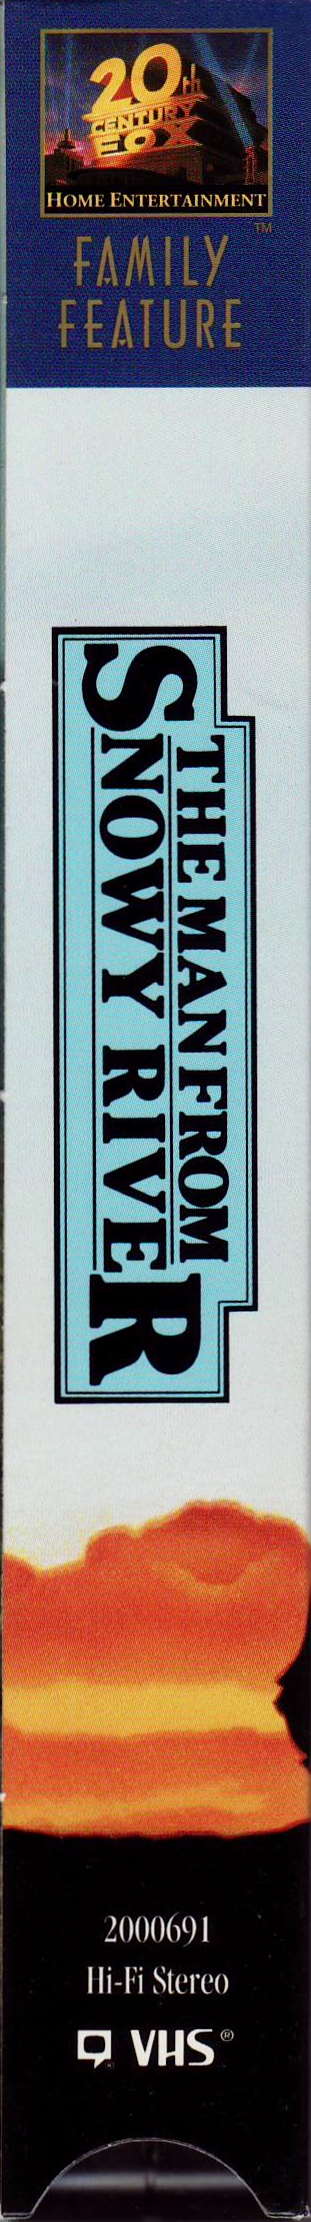 20th
CENTURY
FOX
HOME ENTERTAINMENT
™
FAMILY
FEATURE
THE MAN FROM
SNOWY RIVER
2000691
Hi-Fi Stereo
VHS®